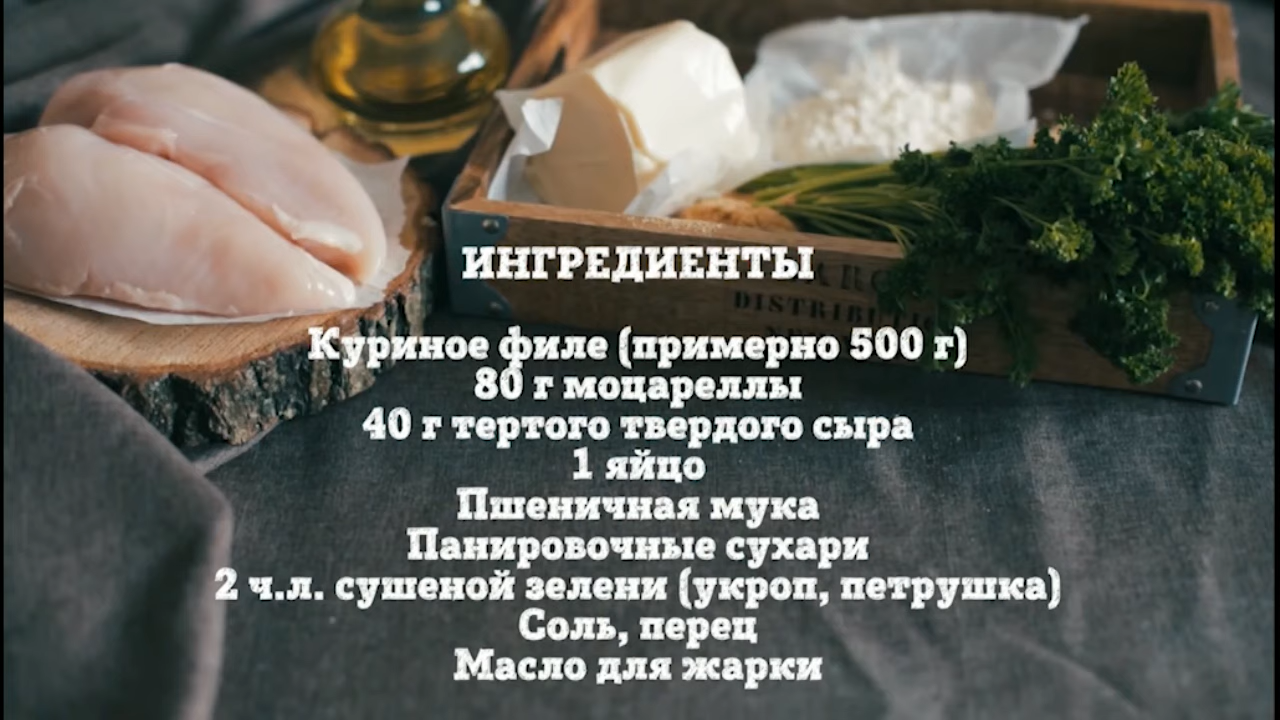 ИНГРЕДИЕНТЫ
Куриное филе (примерно 500 г)
80 г моцареллы
40 г тертого твердого сыра
1 яйцо
Пшеничная мука
Панировочные сухари
2 ч.л. сушеной зелени (укроп, петрушка)
Соль, перец
Масло для жарки